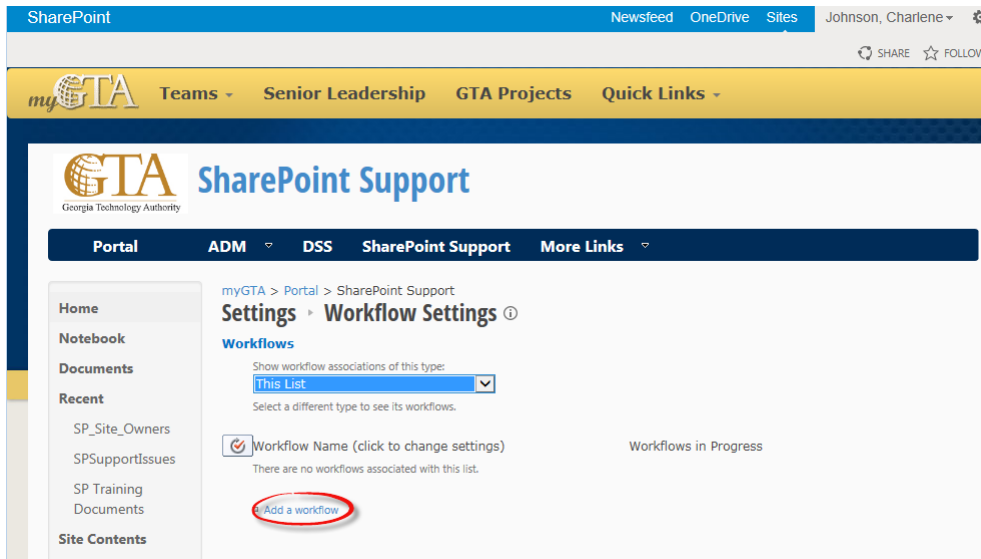 SharePoint
Newsfeed OneDrive Sites Johnson, Charlene
SHARE FOLLOW
myGTA Teams Senior Leadership GTA Projects Quick Links
GTA
Georgia Technology Authority
SharePoint Support
Portal ADM DSS SharePoint Support More Links
Home
Notebook
Documents
Recent
SP_Site_Owners
SPSupportIssues
SP Training
Documents
Site Contents
myGTA > Portal > SharePoint Support
Settings Workflow Settings
Workflows
Show workflow associations of this type:
This List
Select a different type to see its workflows.
Workflow Name (click to change settings) Workflows in Progress
There are no workflows associated with this list.
Add a workflow